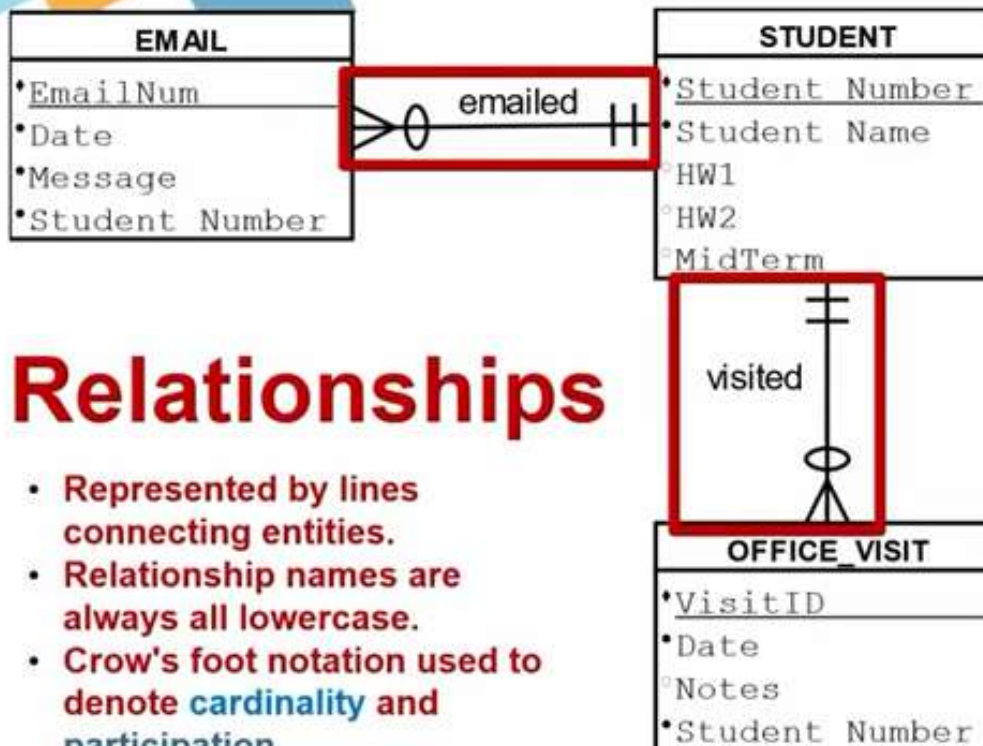 EMAIL
EmailNum
Date
Message
Student Number
emailed
STUDENT
Student Number
Student Name
HW1
HW2
MidTerm
visited
Relationships
• Represented by lines
connecting entities.
• Relationship names are
always all lowercase.
• Crow's foot notation used to
denote cardinality and
participation
OFFICE_VISIT
VisitID
Date
Notes
Student Number